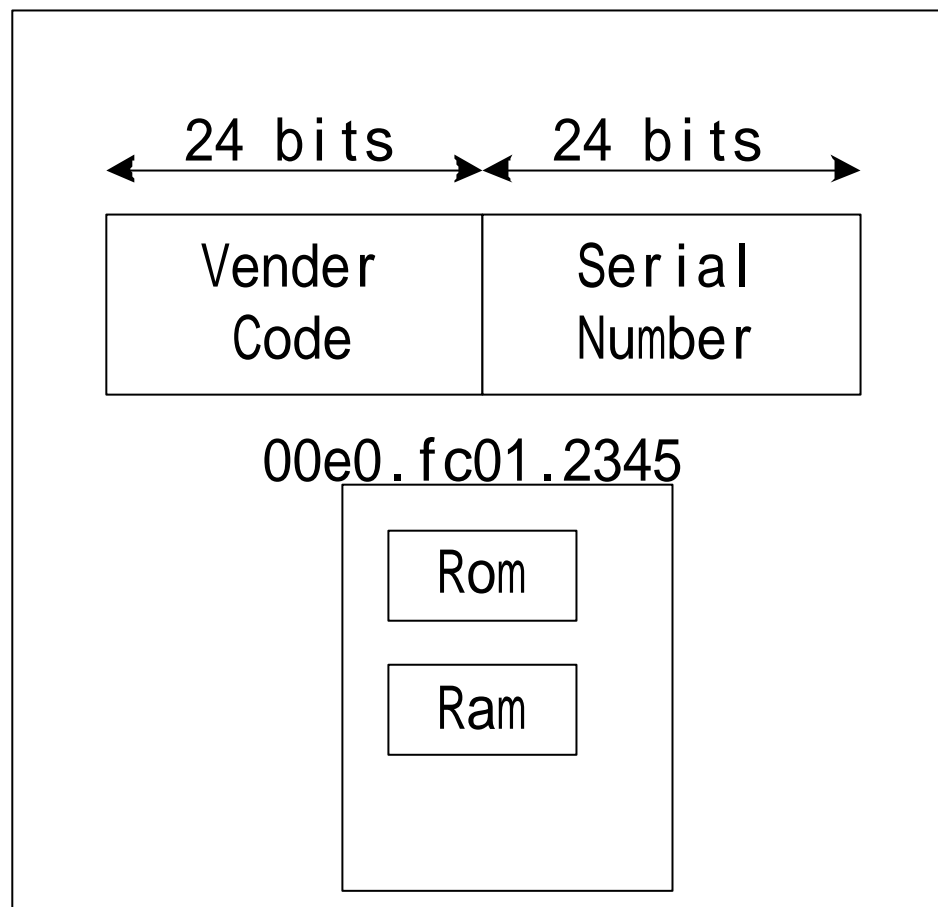 24 bits 24 bits
Vender
Code
Serial
Number
00e0.fc01.2345
Rom
Ram